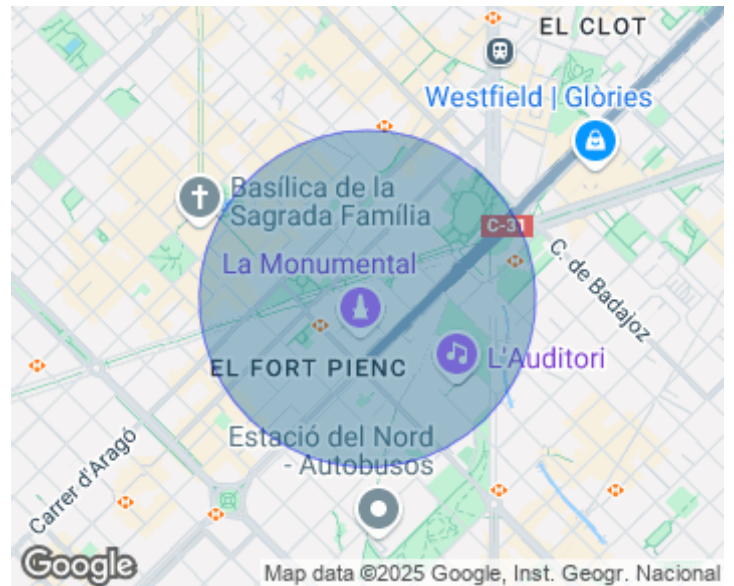 EL CLOT
Westfield | Glòries
Basílica de la
Sagrada Família
C-31
La Monumental
C. de Badajoz
EL FORT PIENC
L'Auditori
Estació del Nord
- Autobusos
Carrer d'Aragó
Google
Map data ©2025 Google, Inst. Geogr. Nacional